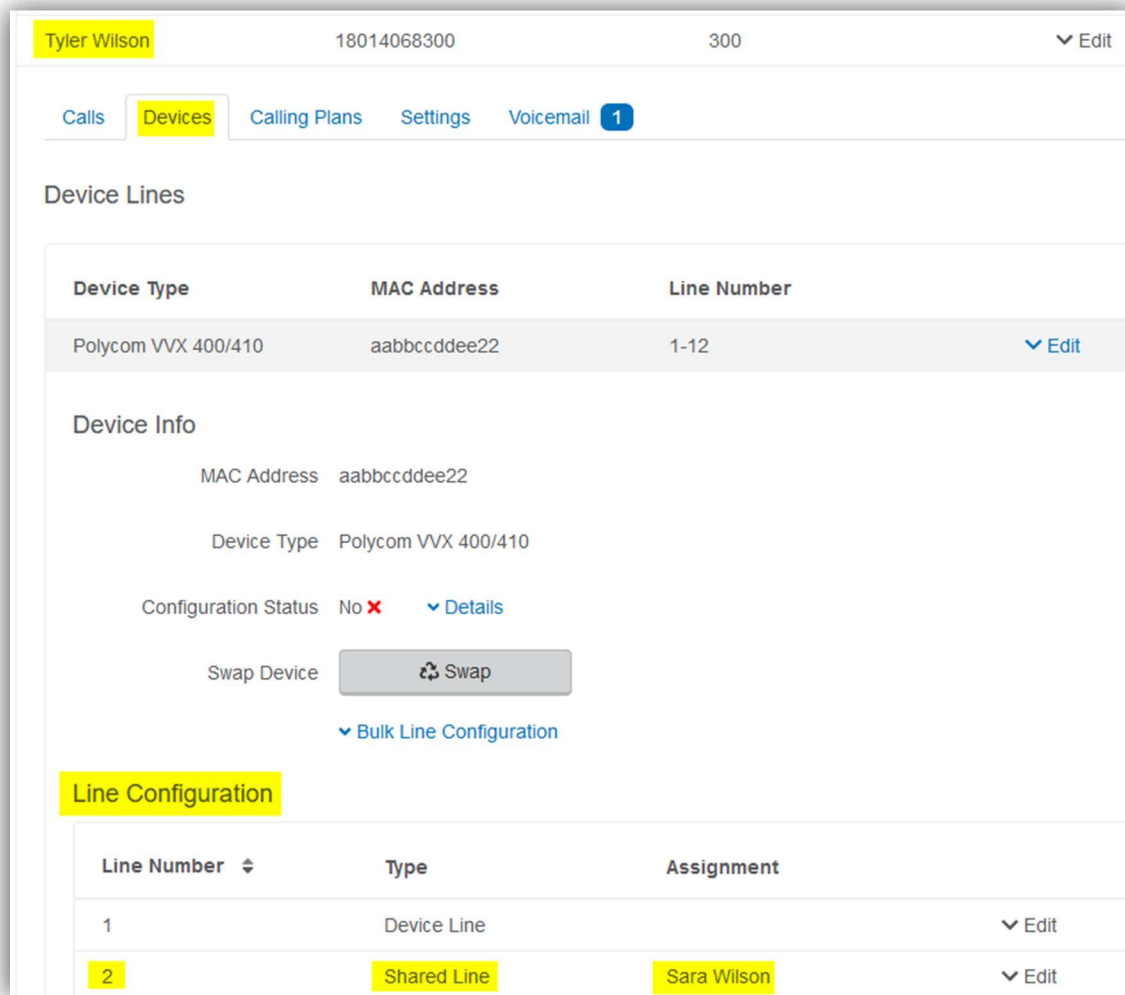 Tyler Wilson 18014068300 300 Edit
Calls Devices Calling Plans Settings Voicemail 1
Device Lines
Device Type MAC Address Line Number
Polycom VVX 400/410 aabbccddee22 1-12 Edit
Device Info
MAC Address aabbccddee22
Device Type Polycom VVX 400/410
Configuration Status No Details
Swap Device Swap
Bulk Line Configuration
Line Configuration
Line Number Type Assignment
1 Device Line Edit
2 Shared Line Sara Wilson Edit